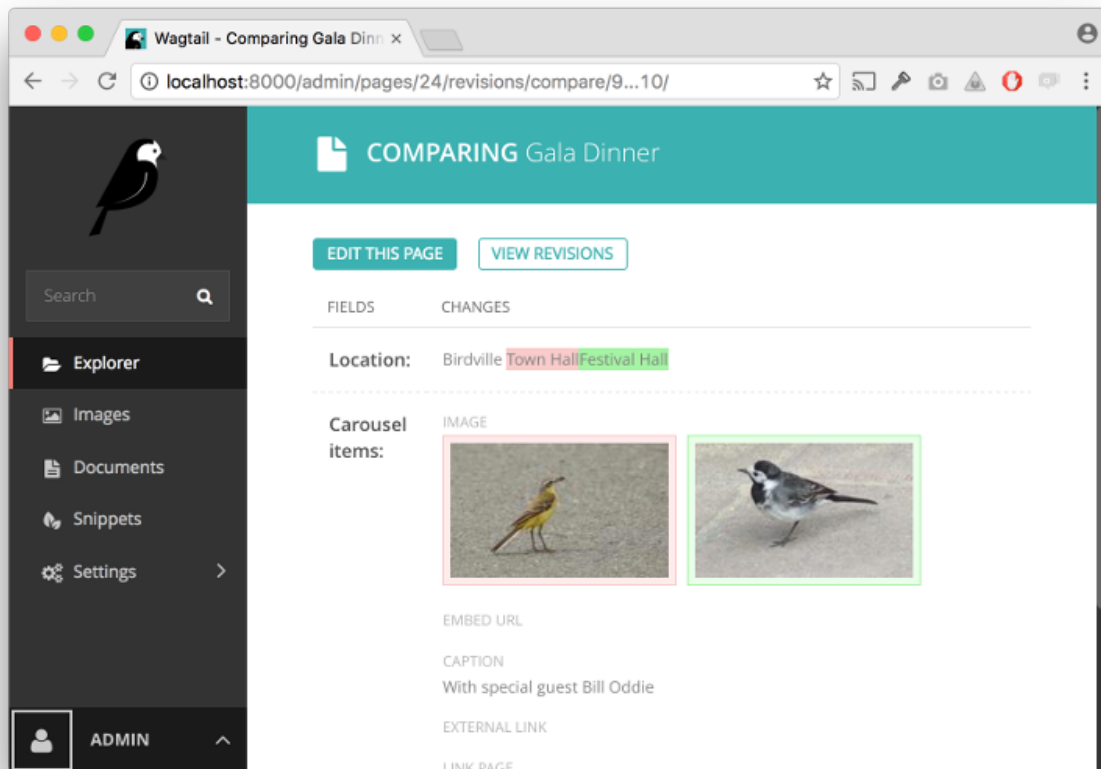 Wagtail - Comparing Gala Dinn
localhost:8000/admin/pages/24/revisions/compare/9...10/
COMPARING Gala Dinner
Search
Explorer
Images
Documents
Snippets
Settings
ADMIN
EDIT THIS PAGE VIEW REVISIONS
FIELDS CHANGES
Location: Birdville Town HallFestival Hall
Carousel
items:
IMAGE
EMBED URL
CAPTION
With special guest Bill Oddie
EXTERNAL LINK
LINK PAGE